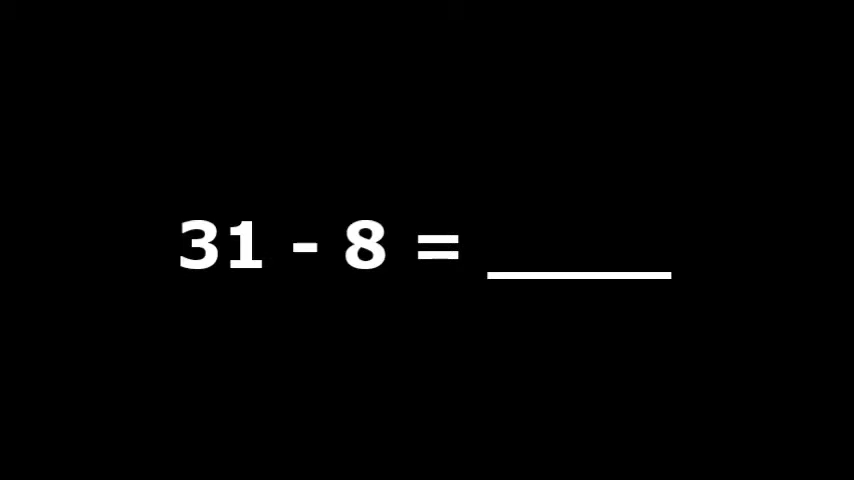 31 - 8 = _____